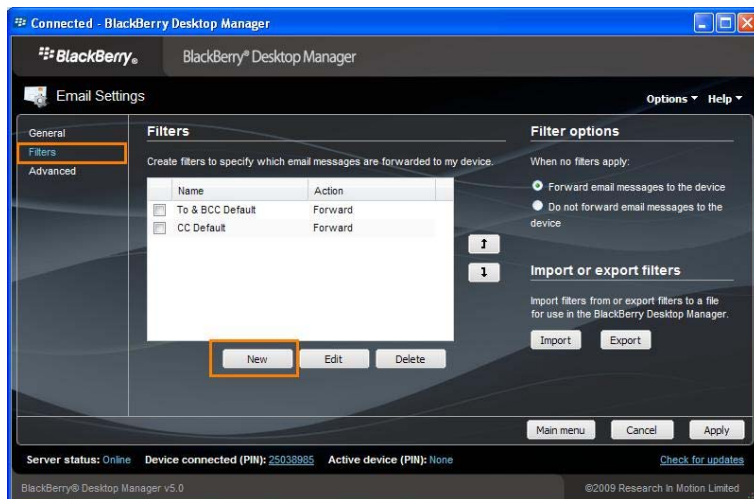 Connected - BlackBerry Desktop Manager
BlackBerry®
BlackBerry® Desktop Manager
Email Settings
Options
Help
General
Filters
Advanced
Filters
Create filters to specify which email messages are forwarded to my device.
Name Action
To & BCC Default Forward
CC Default Forward
New
Edit
Delete
Filter options
When no filters apply:
Forward email messages to the device
Do not forward email messages to the
device
Import or export filters
Import filters from or export filters to a file
for use in the BlackBerry Desktop Manager.
Import
Export
Main menu
Cancel
Apply
Server status: Online Device connected (PIN): 25038985 Active device (PIN): None
Check for updates
BlackBerry® Desktop Manager v5.0
©2009 Research In Motion Limited